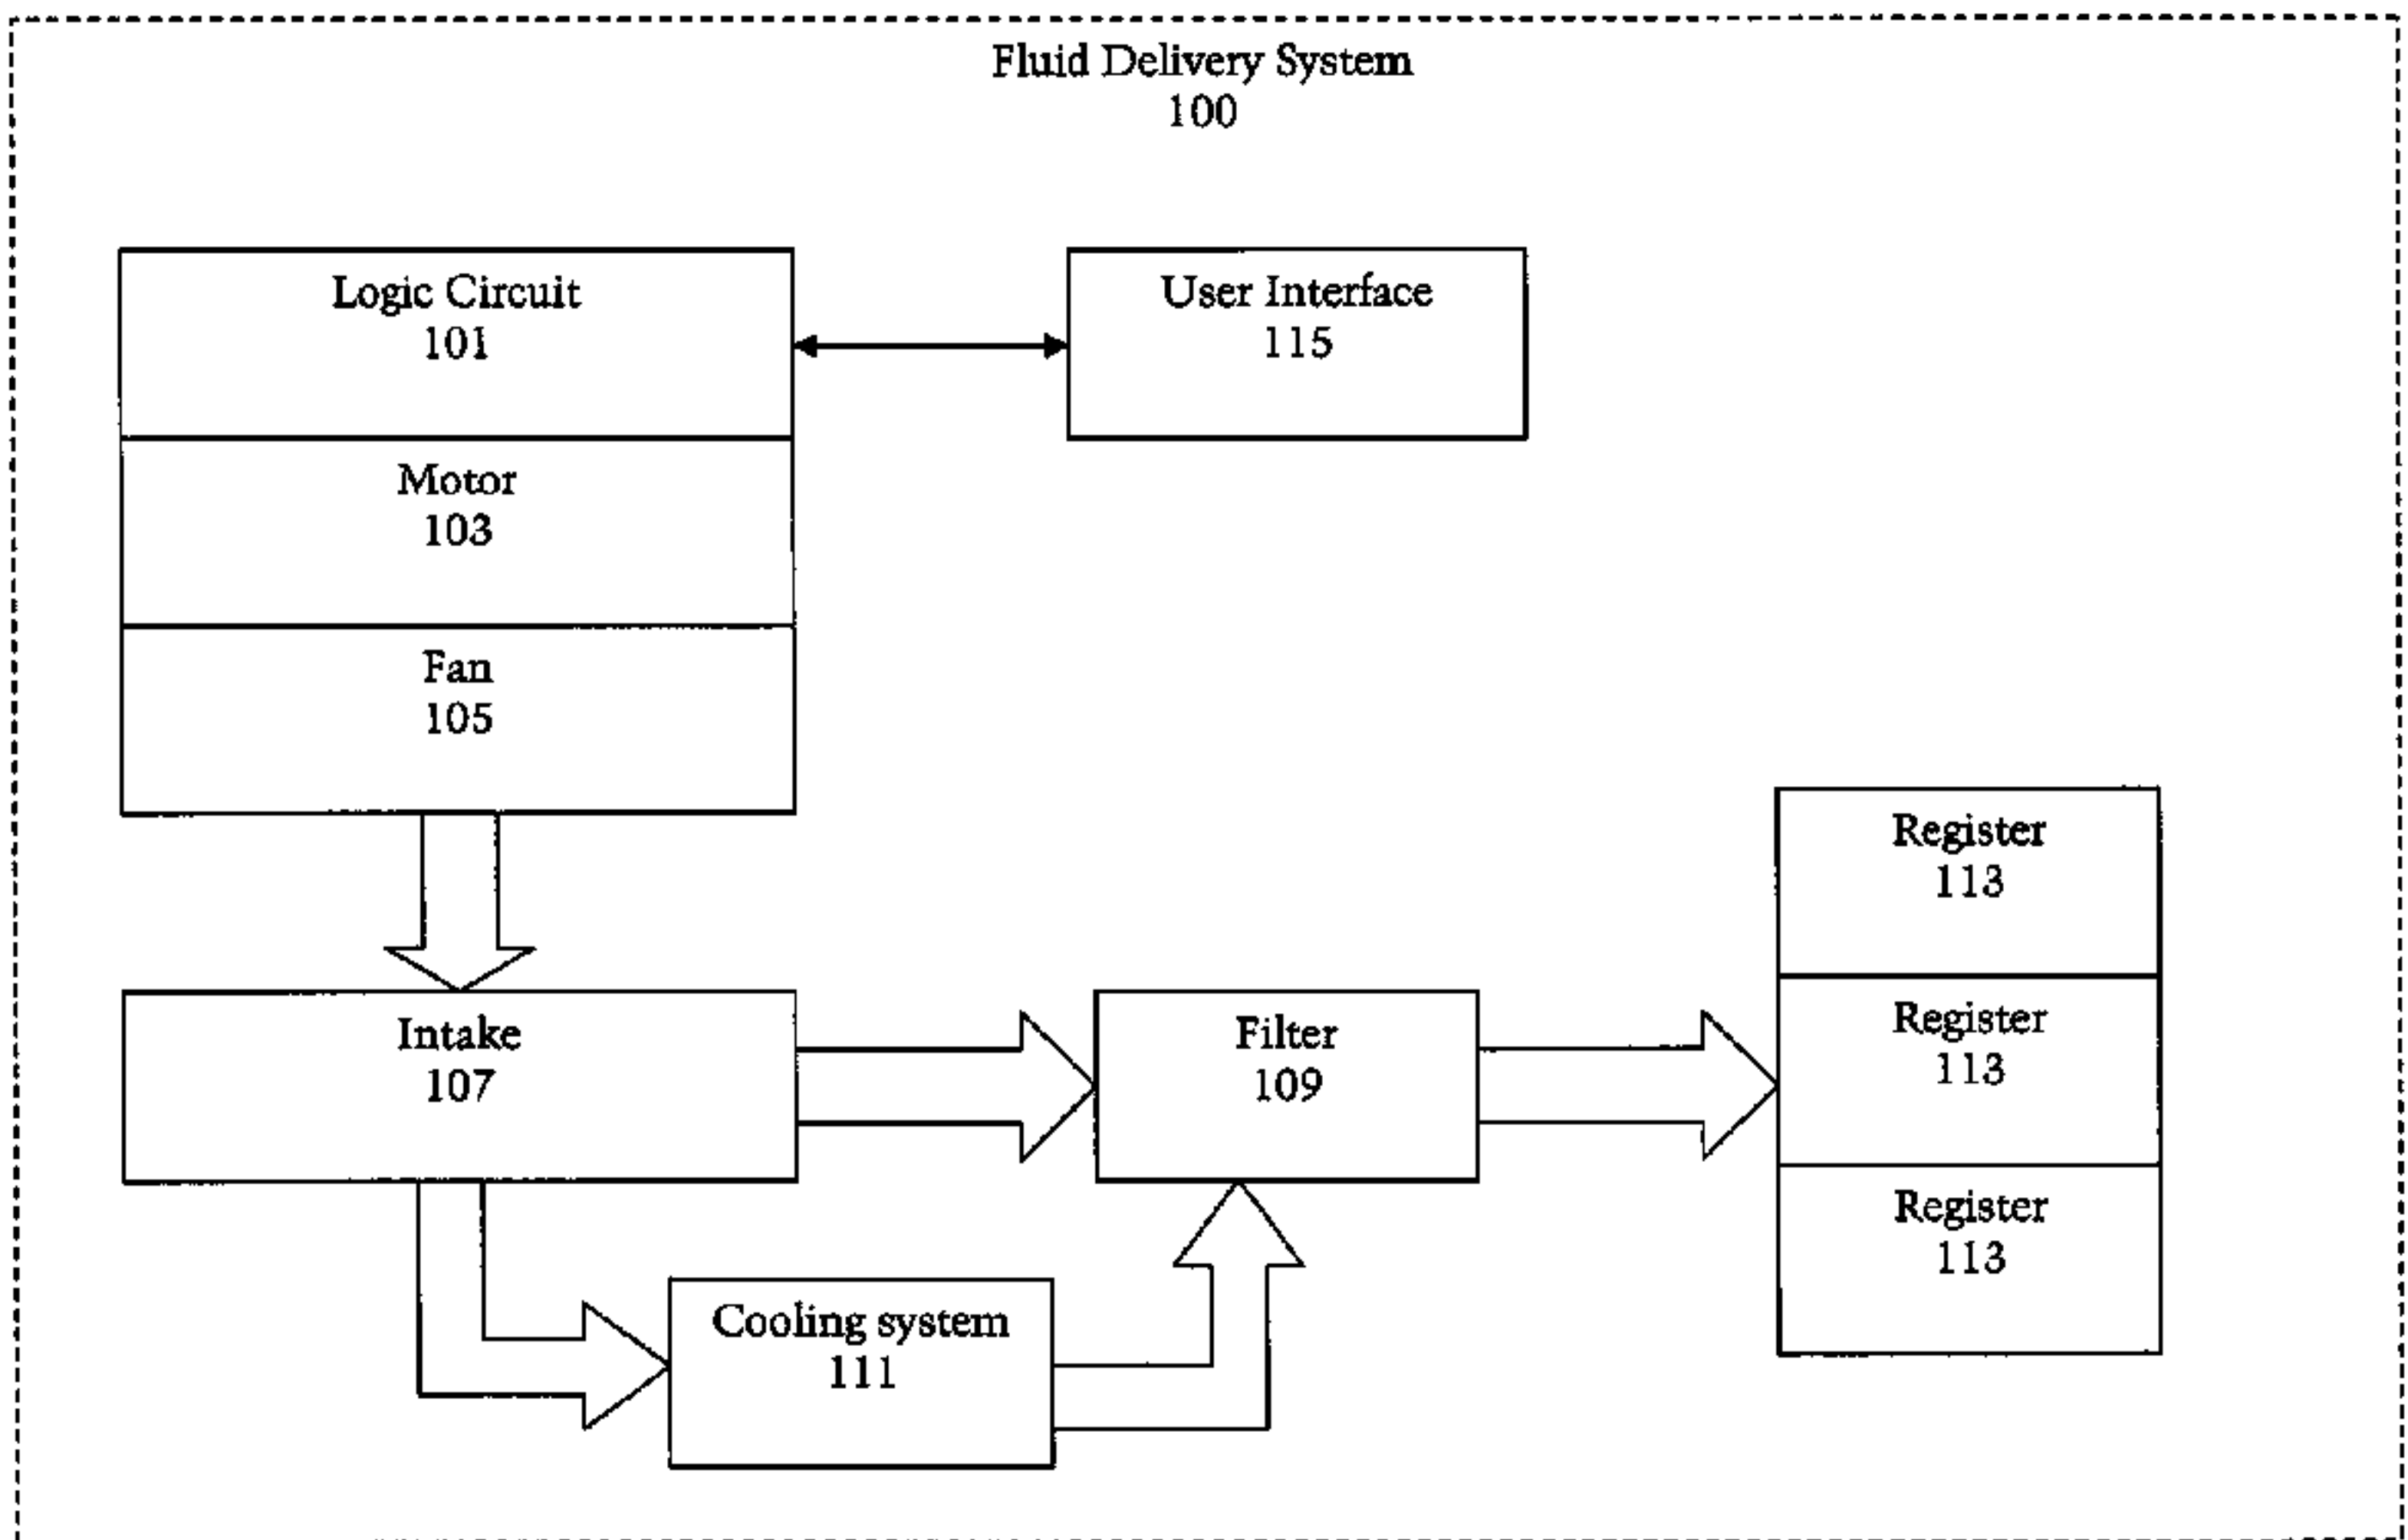 Fluid Delivery System
100
Logic Circuit
101
User Interface
115
Motor
103
Fan
105
Register
113
Intake
107
Filter
109
Register
113
Register
113
Cooling system
111